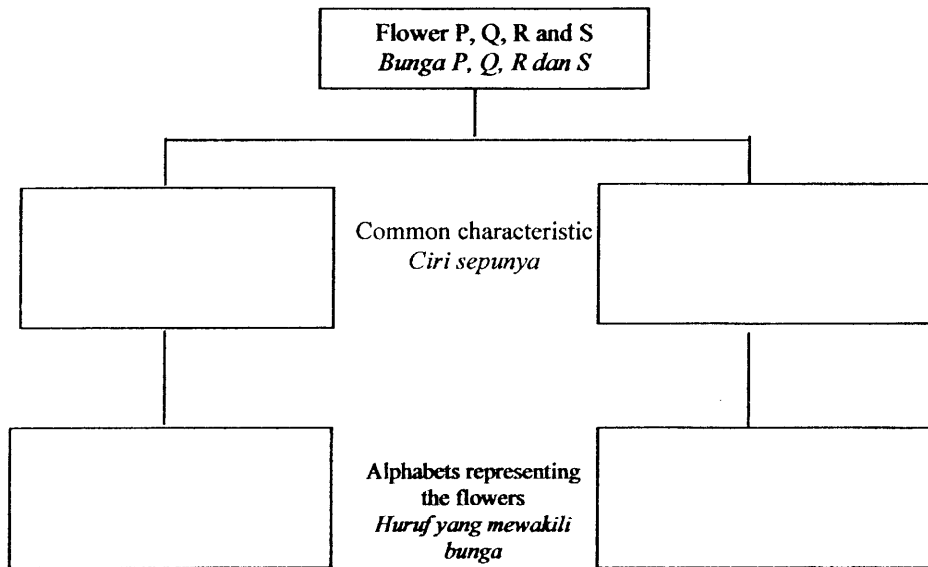 Flower P, Q, R and S
Bunga P, Q, R dan S
Common characteristic
Ciri sepunya
Alphabets representing
the flowers
Huruf yang mewakili
bunga